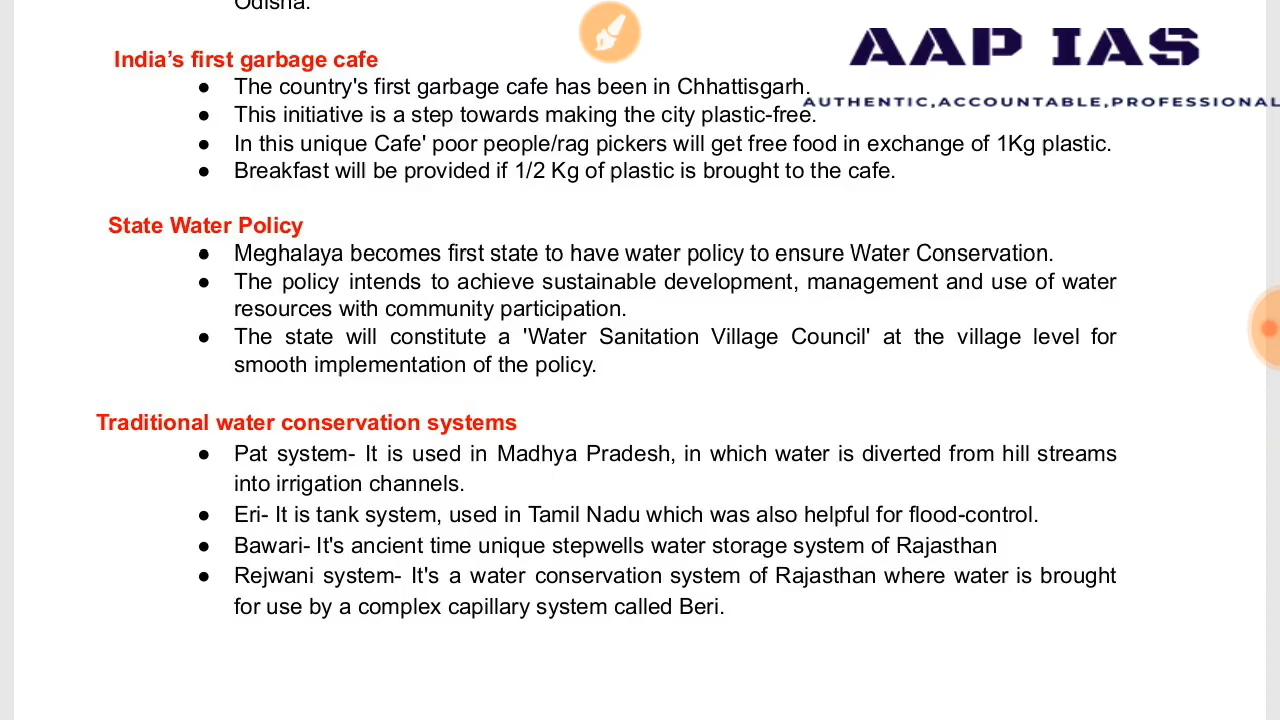 Odisha.
India’s first garbage cafe
AAP IAS
● The country's first garbage cafe has been in Chhattisgarh.
AUTHENTIC,ACCOUNTABLE,PROFESSIONAL
● This initiative is a step towards making the city plastic-free.
● In this unique Cafe' poor people/rag pickers will get free food in exchange of 1Kg plastic.
● Breakfast will be provided if 1/2 Kg of plastic is brought to the cafe.
State Water Policy
● Meghalaya becomes first state to have water policy to ensure Water Conservation.
● The policy intends to achieve sustainable development, management and use of water
resources with community participation.
● The state will constitute a 'Water Sanitation Village Council' at the village level for
smooth implementation of the policy.
Traditional water conservation systems
● Pat system- It is used in Madhya Pradesh, in which water is diverted from hill streams
into irrigation channels.
● Eri- It is tank system, used in Tamil Nadu which was also helpful for flood-control.
● Bawari- It's ancient time unique stepwells water storage system of Rajasthan
● Rejwani system- It's a water conservation system of Rajasthan where water is brought
for use by a complex capillary system called Beri.